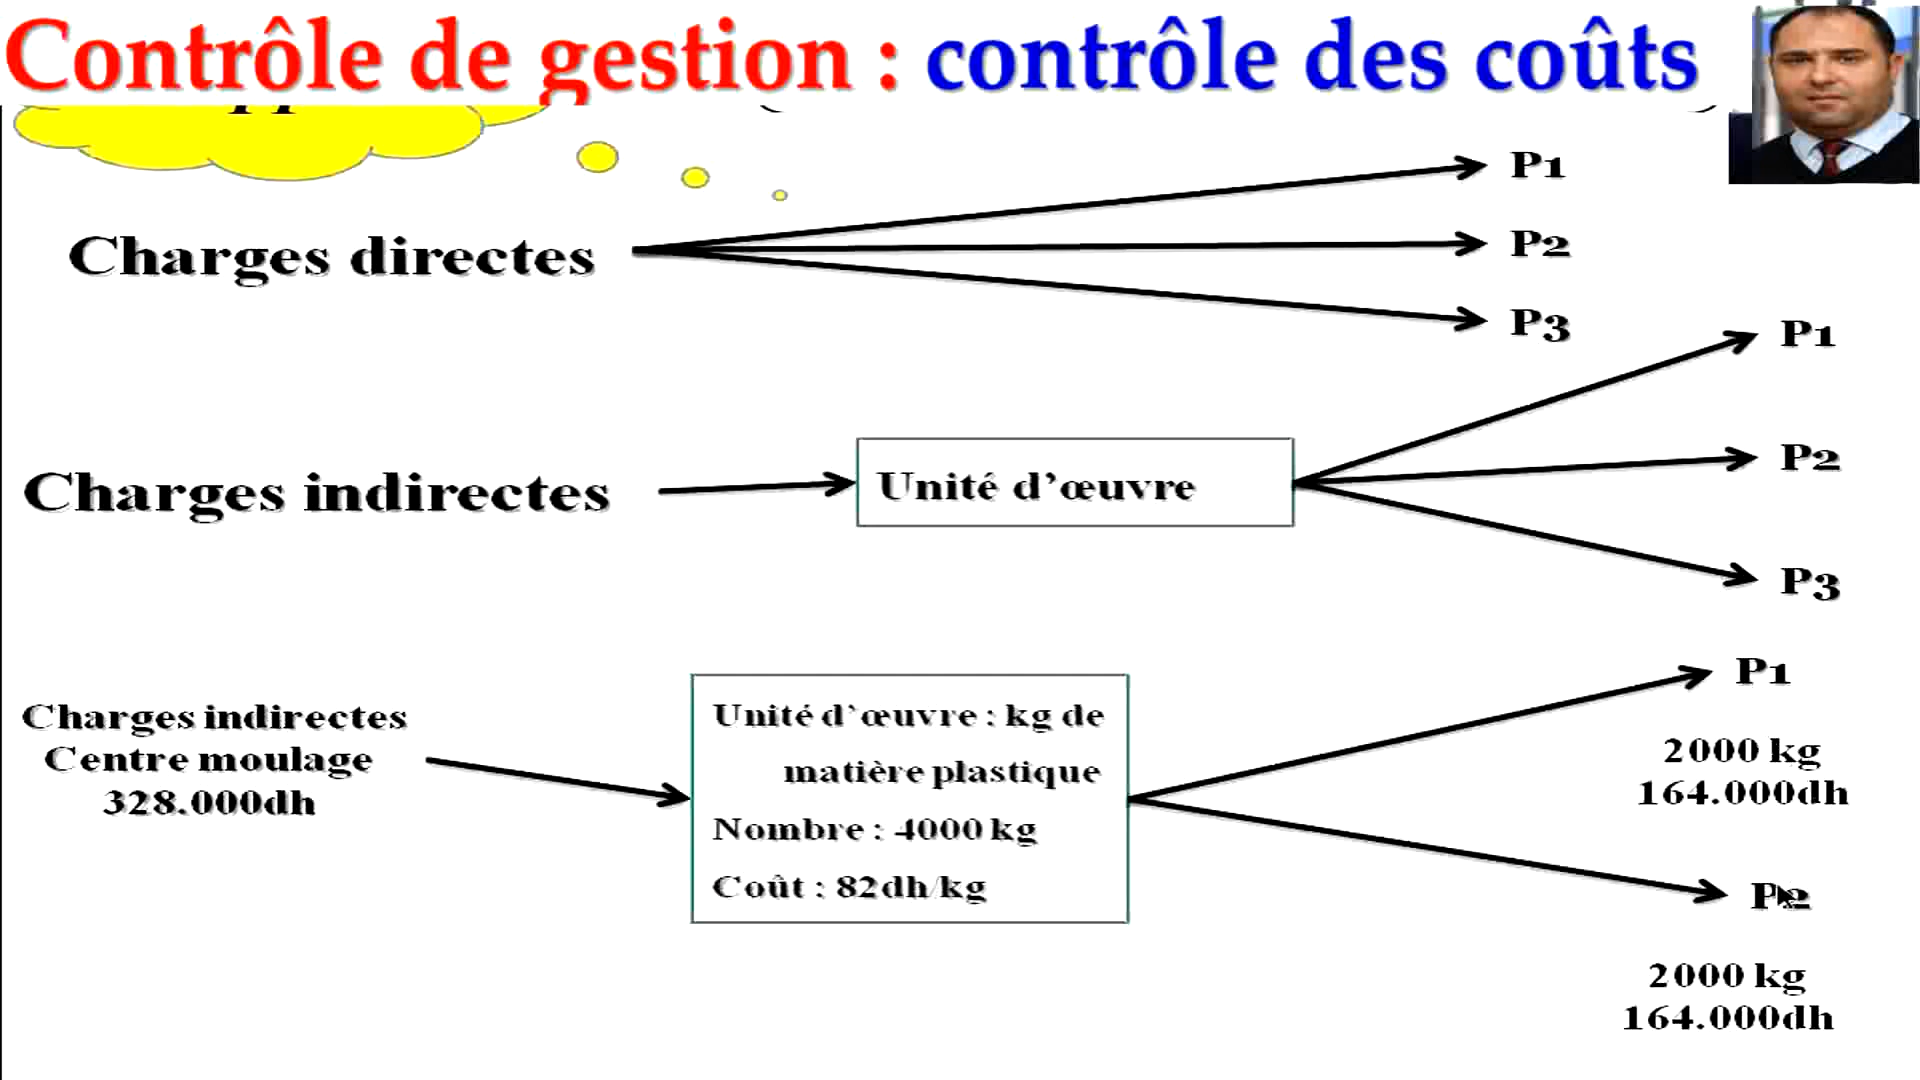 Contrôle de gestion : contrôle des coûts
P1
P2
P3
Charges directes
Charges indirectes
Unité d’œuvre
P1
P2
P3
Charges indirectes
Centre moulage
328.000dh
Unité d’œuvre : kg de
matière plastique
Nombre : 4000 kg
Coût : 82dh/kg
P1
2000 kg
164.000dh
P2
2000 kg
164.000dh